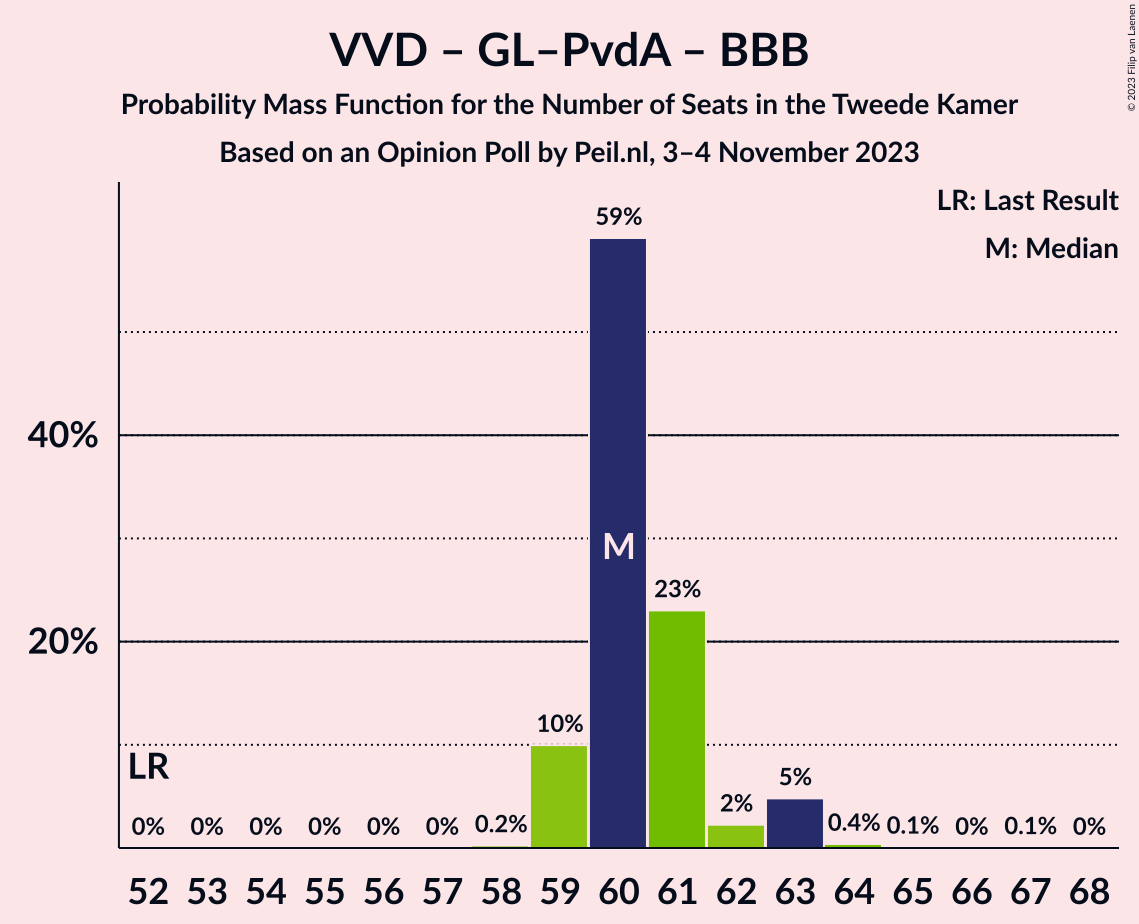 VVD – GL–PvdA – BBB
Probability Mass Function for the Number of Seats in the Tweede Kamer
Based on an Opinion Poll by Peil.nl, 3–4 November 2023
© 2023 Filip van Laenen
LR: Last Result
M: Median
59%
40%
M
23%
20%
10%
LR
5%
2%
0% 0% 0% 0% 0% 0% 0.2% 0.4% 0.1% 0% 0.1% 0%
52 53 54 55 56 57 58 59 60 61 62 63 64 65 66 67 68